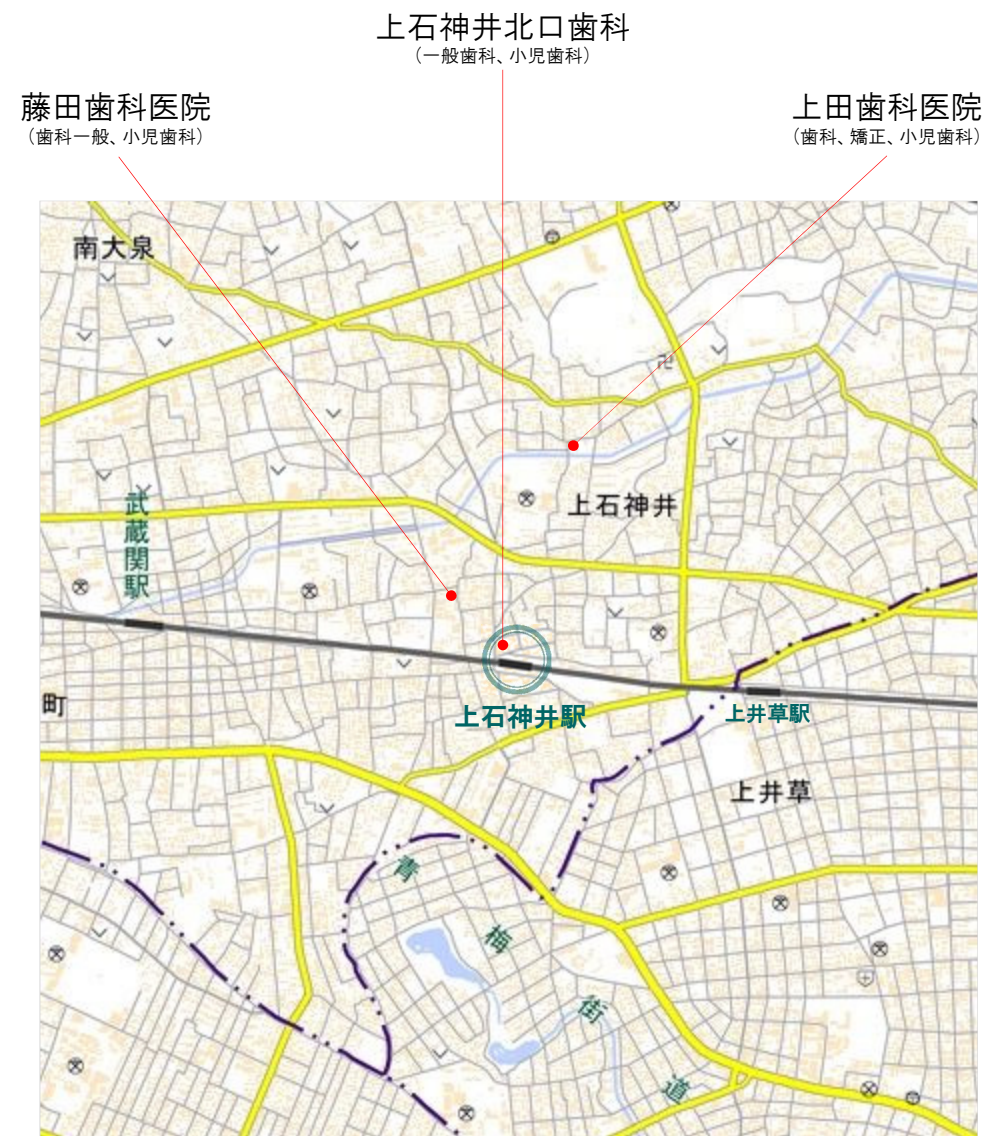 上石神井北口歯科
（一般歯科、小児歯科）
藤田歯科医院
（歯科一般、小児歯科）
上田歯科医院
（歯科、矯正、小児歯科）
南大泉
武蔵関駅
上石神井
町
上石神井駅
上井草駅
上井草
青梅街道